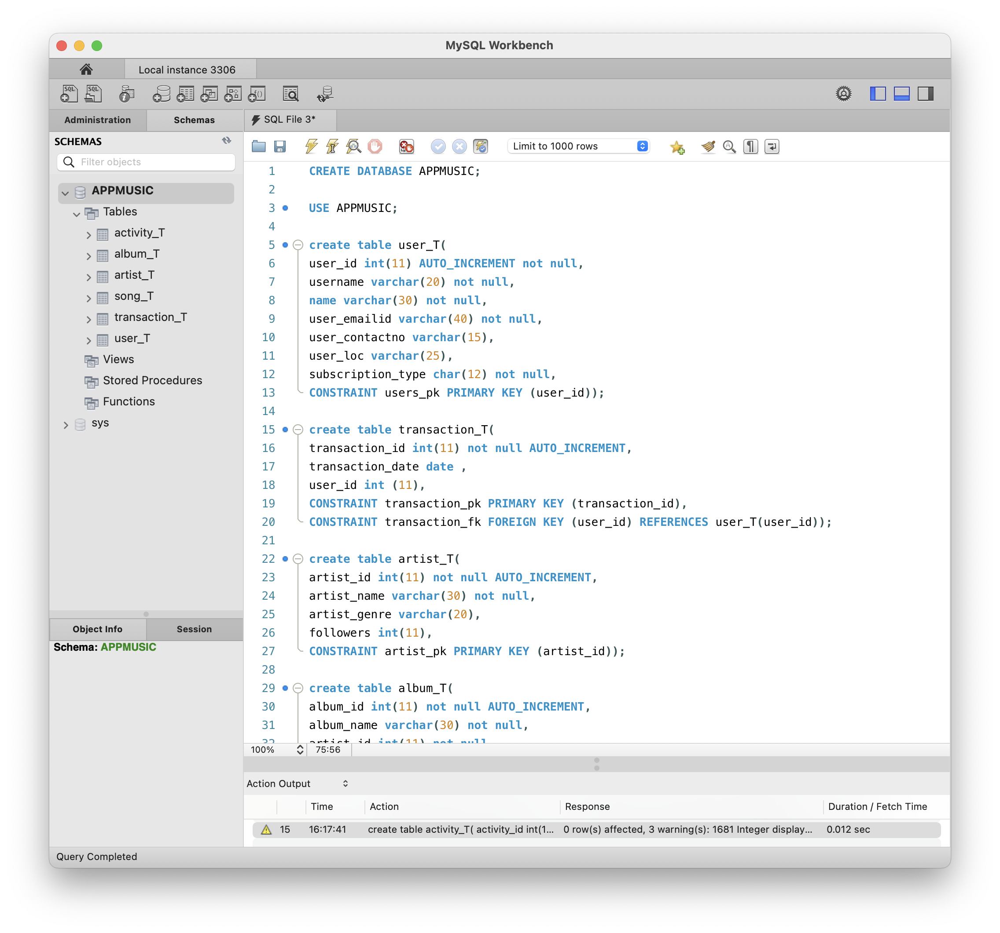 MySQL Workbench
Local instance 3306
SQL SQL f()
Administration Schemas SQL File 3*
SCHEMAS
Filter objects
Limit to 1000 rows
APPMUSIC
Tables
activity_T
album_T
artist_T
song_T
transaction_T
user_T
Views
Stored Procedures
Functions
sys
Object Info Session
Schema: APPMUSIC
1 CREATE DATABASE APPMUSIC;
2
3 USE APPMUSIC;
4
5 create table user_T(
6 user_id int(11) AUTO_INCREMENT not null,
7 username varchar(20) not null,
8 name varchar(30) not null,
9 user_emailid varchar(40) not null,
10 user_contactno varchar(15),
11 user_loc varchar(25),
12 subscription_type char(12) not null,
13 CONSTRAINT users_pk PRIMARY KEY (user_id));
14
15 create table transaction_T(
16 transaction_id int(11) not null AUTO_INCREMENT,
17 transaction_date date ,
18 user_id int (11),
19 CONSTRAINT transaction_pk PRIMARY KEY (transaction_id),
20 CONSTRAINT transaction_fk FOREIGN KEY (user_id) REFERENCES user_T(user_id));
21
22 create table artist_T(
23 artist_id int(11) not null AUTO_INCREMENT,
24 artist_name varchar(30) not null,
25 artist_genre varchar(20),
26 followers int(11),
27 CONSTRAINT artist_pk PRIMARY KEY (artist_id));
28
29 create table album_T(
30 album_id int(11) not null AUTO_INCREMENT,
31 album_name varchar(30) not null,
32 artist_id int(11) not null
100% 75:56
Action Output
Time Action Response Duration / Fetch Time
15 16:17:41 create table activity_T( activity_id int(1... 0 row(s) affected, 3 warning(s): 1681 Integer display... 0.012 sec
Query Completed